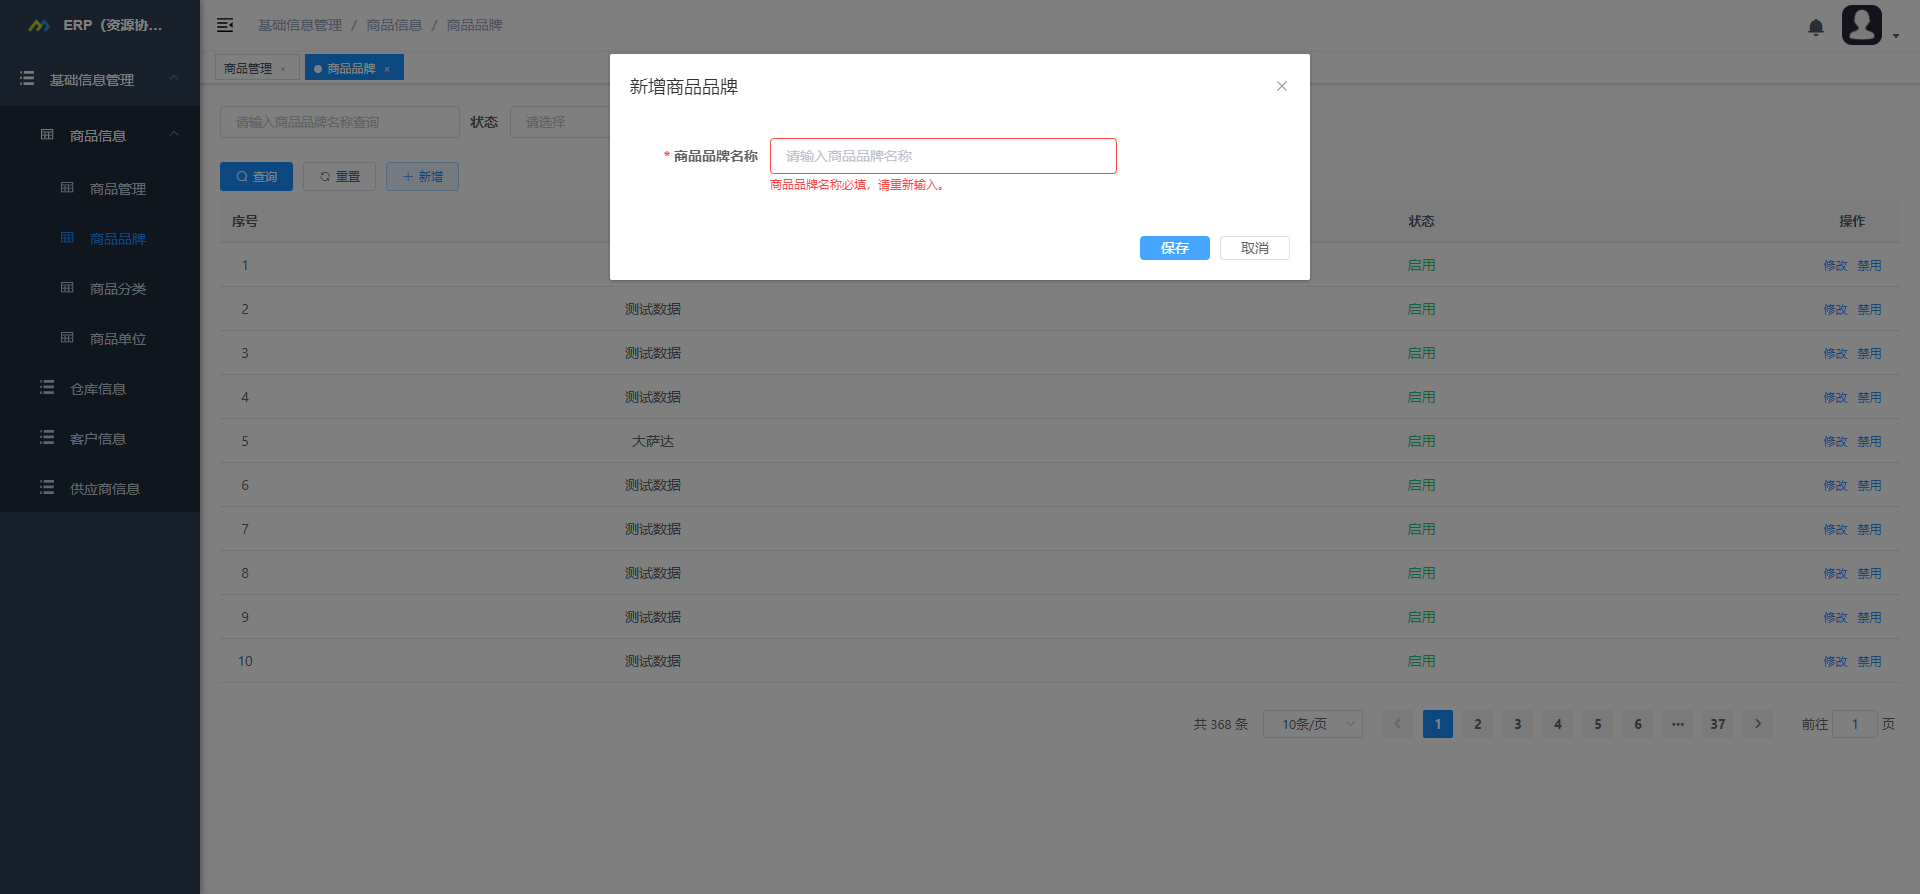 ERP（资源协...
基础信息管理 / 商品信息 / 商品品牌
商品管理 ×
商品品牌 ×
基础信息管理
商品信息
商品管理
商品品牌
商品分类
商品单位
仓库信息
客户信息
供应商信息
请输入商品品牌名称查询 状态 请选择
查询 重置 新增
新增商品品牌
* 商品品牌名称 请输入商品品牌名称
商品品牌名称必填，请重新输入。
保存 取消
序号 状态 操作
1 启用 修改 禁用
2 测试数据 启用 修改 禁用
3 测试数据 启用 修改 禁用
4 测试数据 启用 修改 禁用
5 大萨达 启用 修改 禁用
6 测试数据 启用 修改 禁用
7 测试数据 启用 修改 禁用
8 测试数据 启用 修改 禁用
9 测试数据 启用 修改 禁用
10 测试数据 启用 修改 禁用
共 368 条 10条/页 1 2 3 4 5 6 ••• 37 前往 1 页